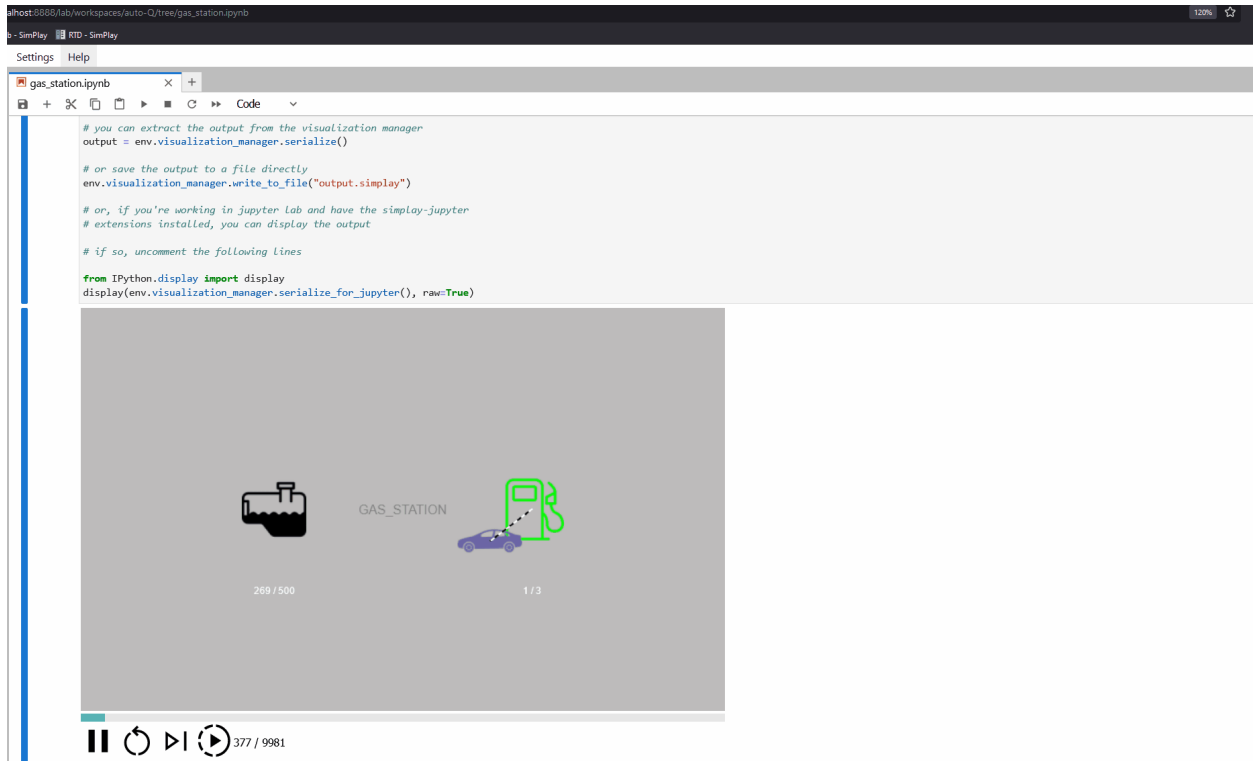 alhost:8888/lab/workspaces/auto-Q/tree/gas_station.ipynb 120%
b - SimPlay RTD - SimPlay
Settings Help
gas_station.ipynb
Code
# you can extract the output from the visualization manager
output = env.visualization_manager.serialize()
# or save the output to a file directly
env.visualization_manager.write_to_file("output.simplay")
# or, if you're working in jupyter lab and have the simplay-jupyter
# extensions installed, you can display the output
# if so, uncomment the following lines
from IPython.display import display
display(env.visualization_manager.serialize_for_jupyter(), raw=True)
GAS_STATION
269 / 500 1 / 3
377 / 9981